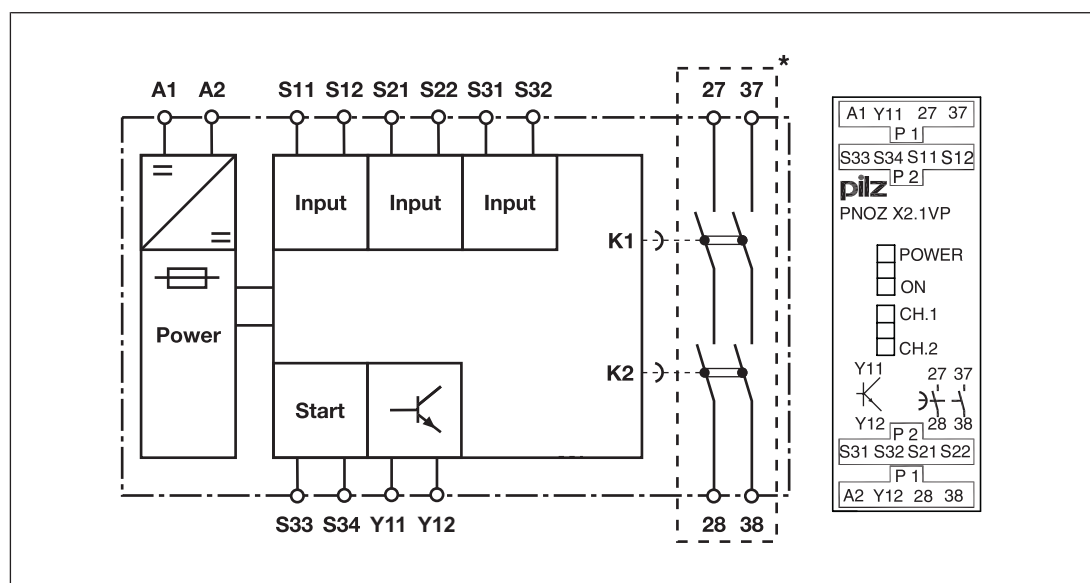 A1 A2 S11 S12 S21 S22 S31 S32 27 37 *
Input Input Input
K1
Power
K2
Start
S33 S34 Y11 Y12 28 38
A1 Y11 27 37
P 1
S33 S34 S11 S12
P 2
pilz
PNOZ X2.1VP
POWER
ON
CH.1
CH.2
Y11 27 37
Y12 28 38
P 2
S31 S32 S21 S22
P 1
A2 Y12 28 38